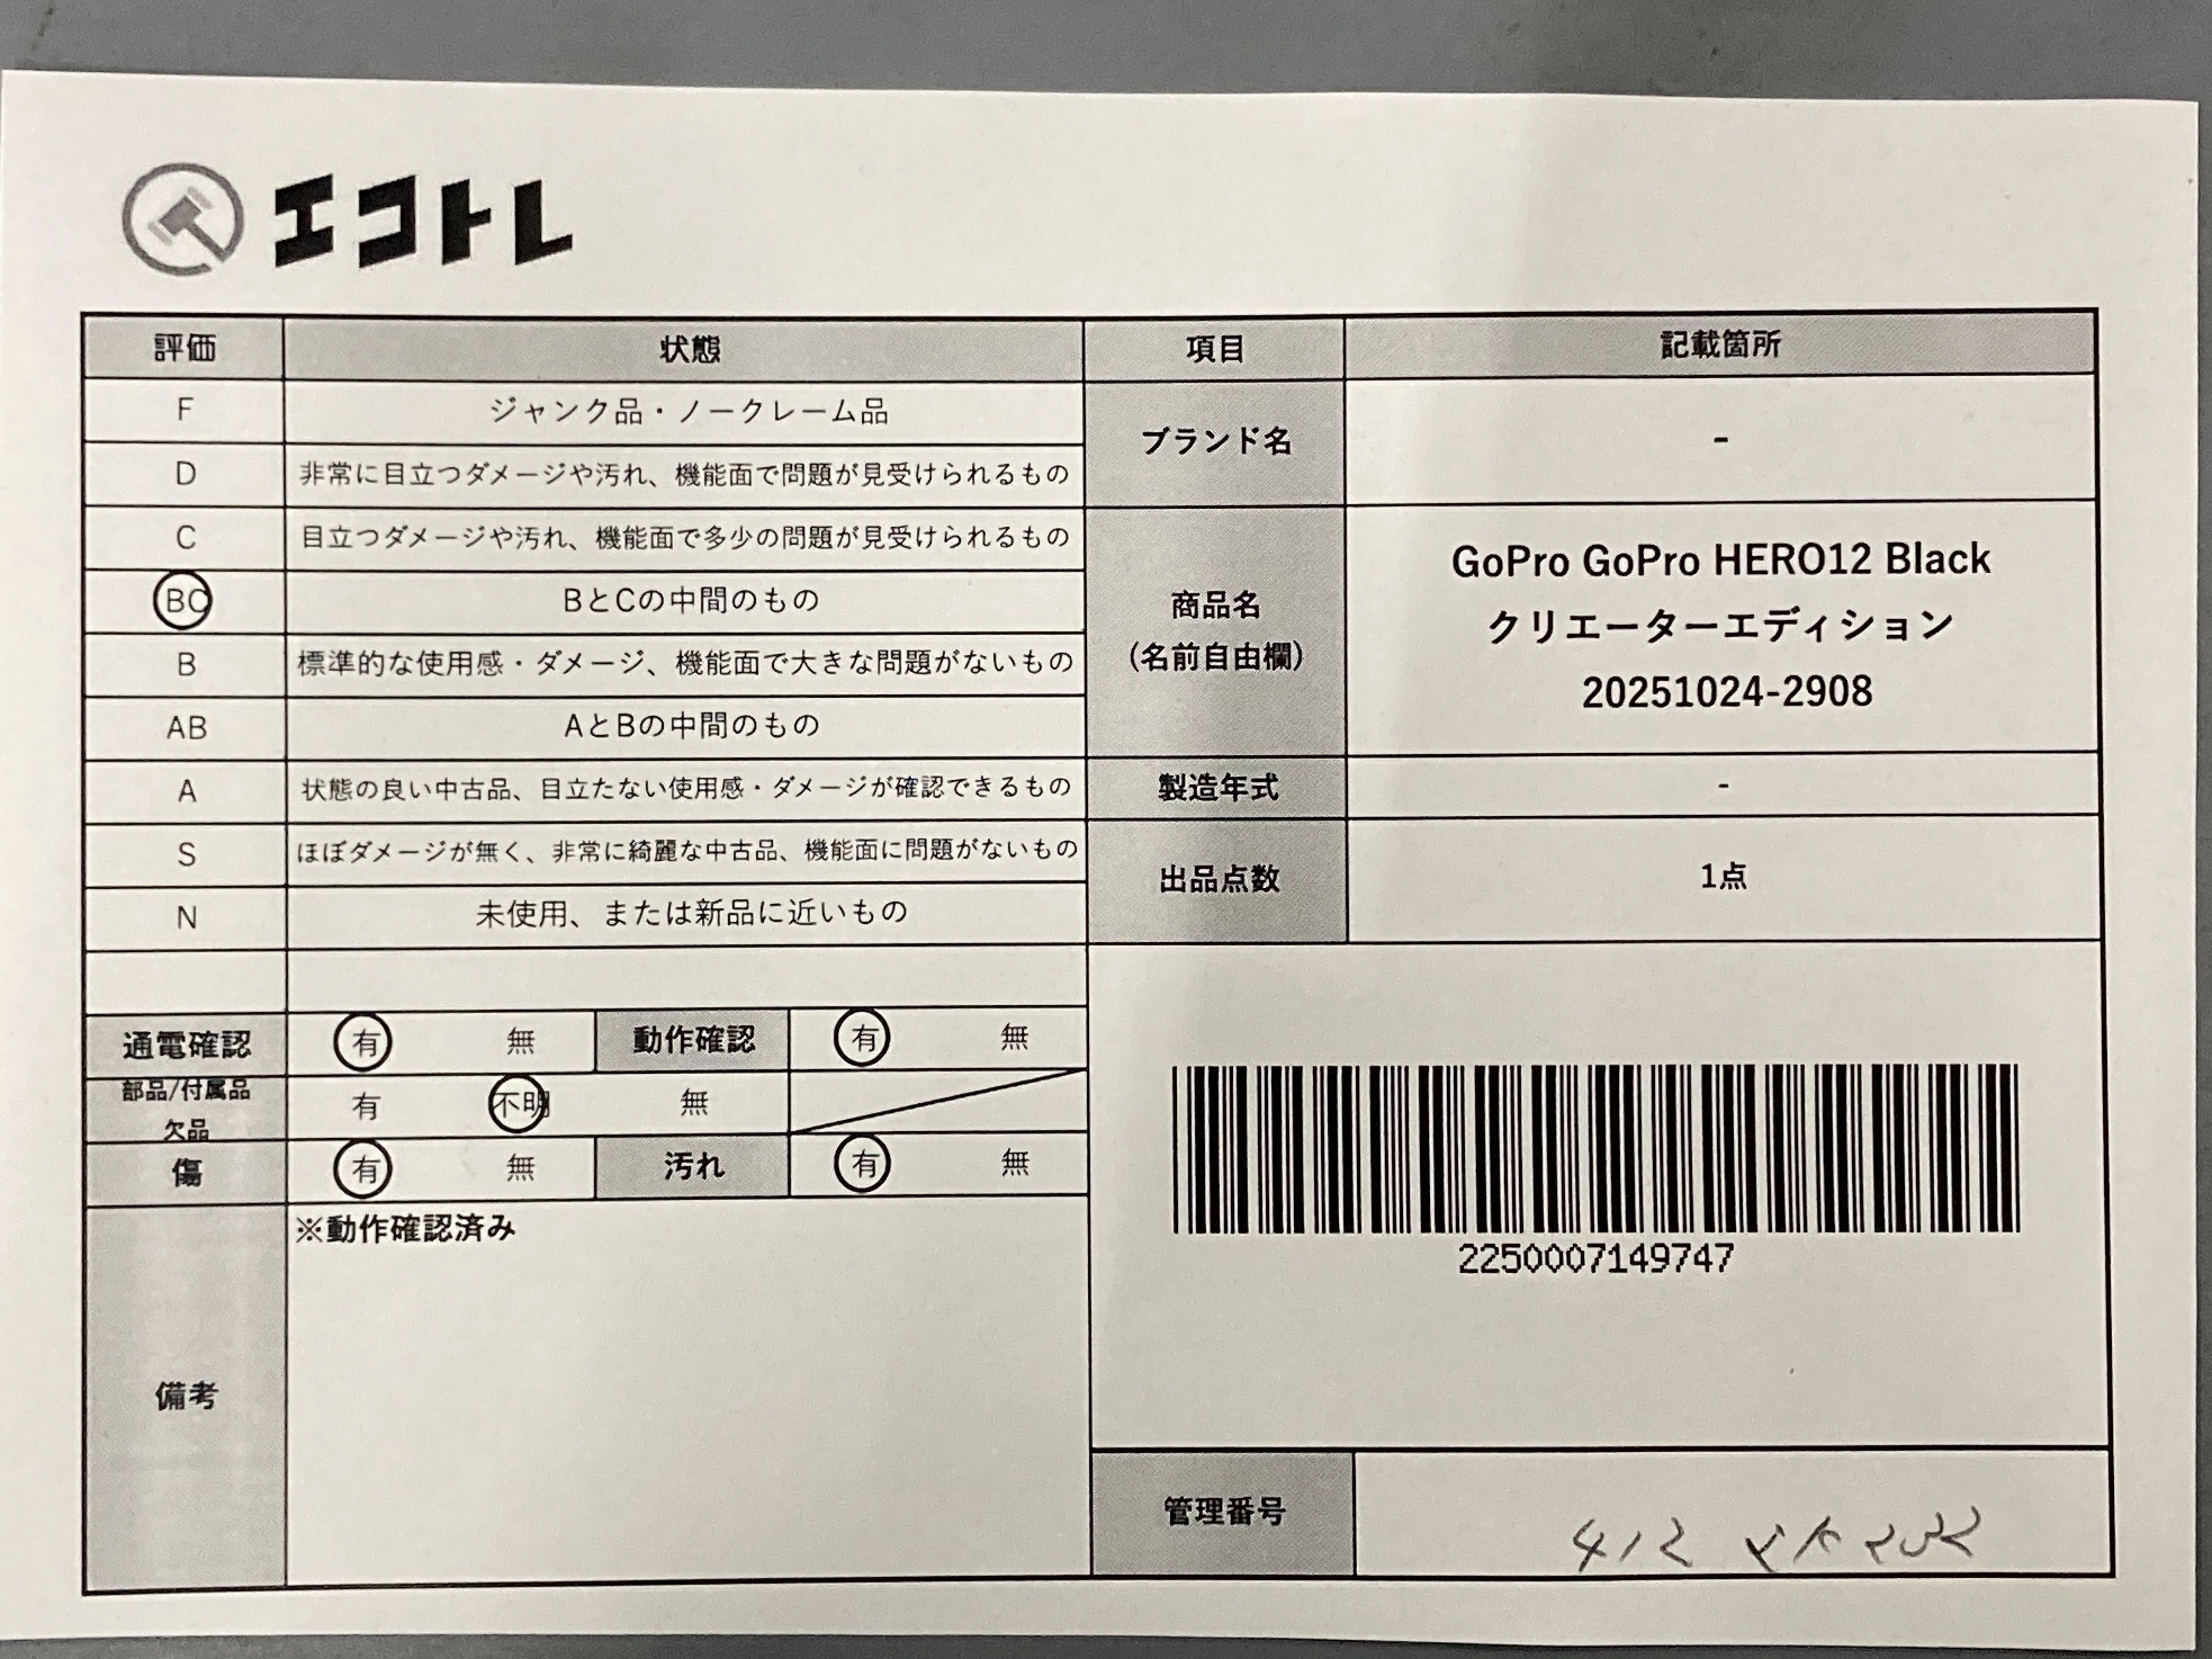 エコトレ
評価 状態 項目 記載箇所
F ジャンク品・ノークレーム品
D 非常に目立つダメージや汚れ、機能面で問題が見受けられるもの
ブランド名 -
C 目立つダメージや汚れ、機能面で多少の問題が見受けられるもの
BC BとCの中間のもの
B 標準的な使用感・ダメージ、機能面で大きな問題がないもの
AB AとBの中間のもの
商品名
(名前自由欄)
GoPro GoPro HERO12 Black
クリエーターエディション
20251024-2908
A 状態の良い中古品、目立たない使用感・ダメージが確認できるもの
製造年式 -
S ほぼダメージが無く、非常に綺麗な中古品、機能面に問題がないもの
N 未使用、または新品に近いもの
出品点数 1点
通電確認 有 無 動作確認 有 無
部品/付属品
欠品
有 不明 無
傷 有 無 汚れ 有 無
備考
※動作確認済み
2250007149747
管理番号 412